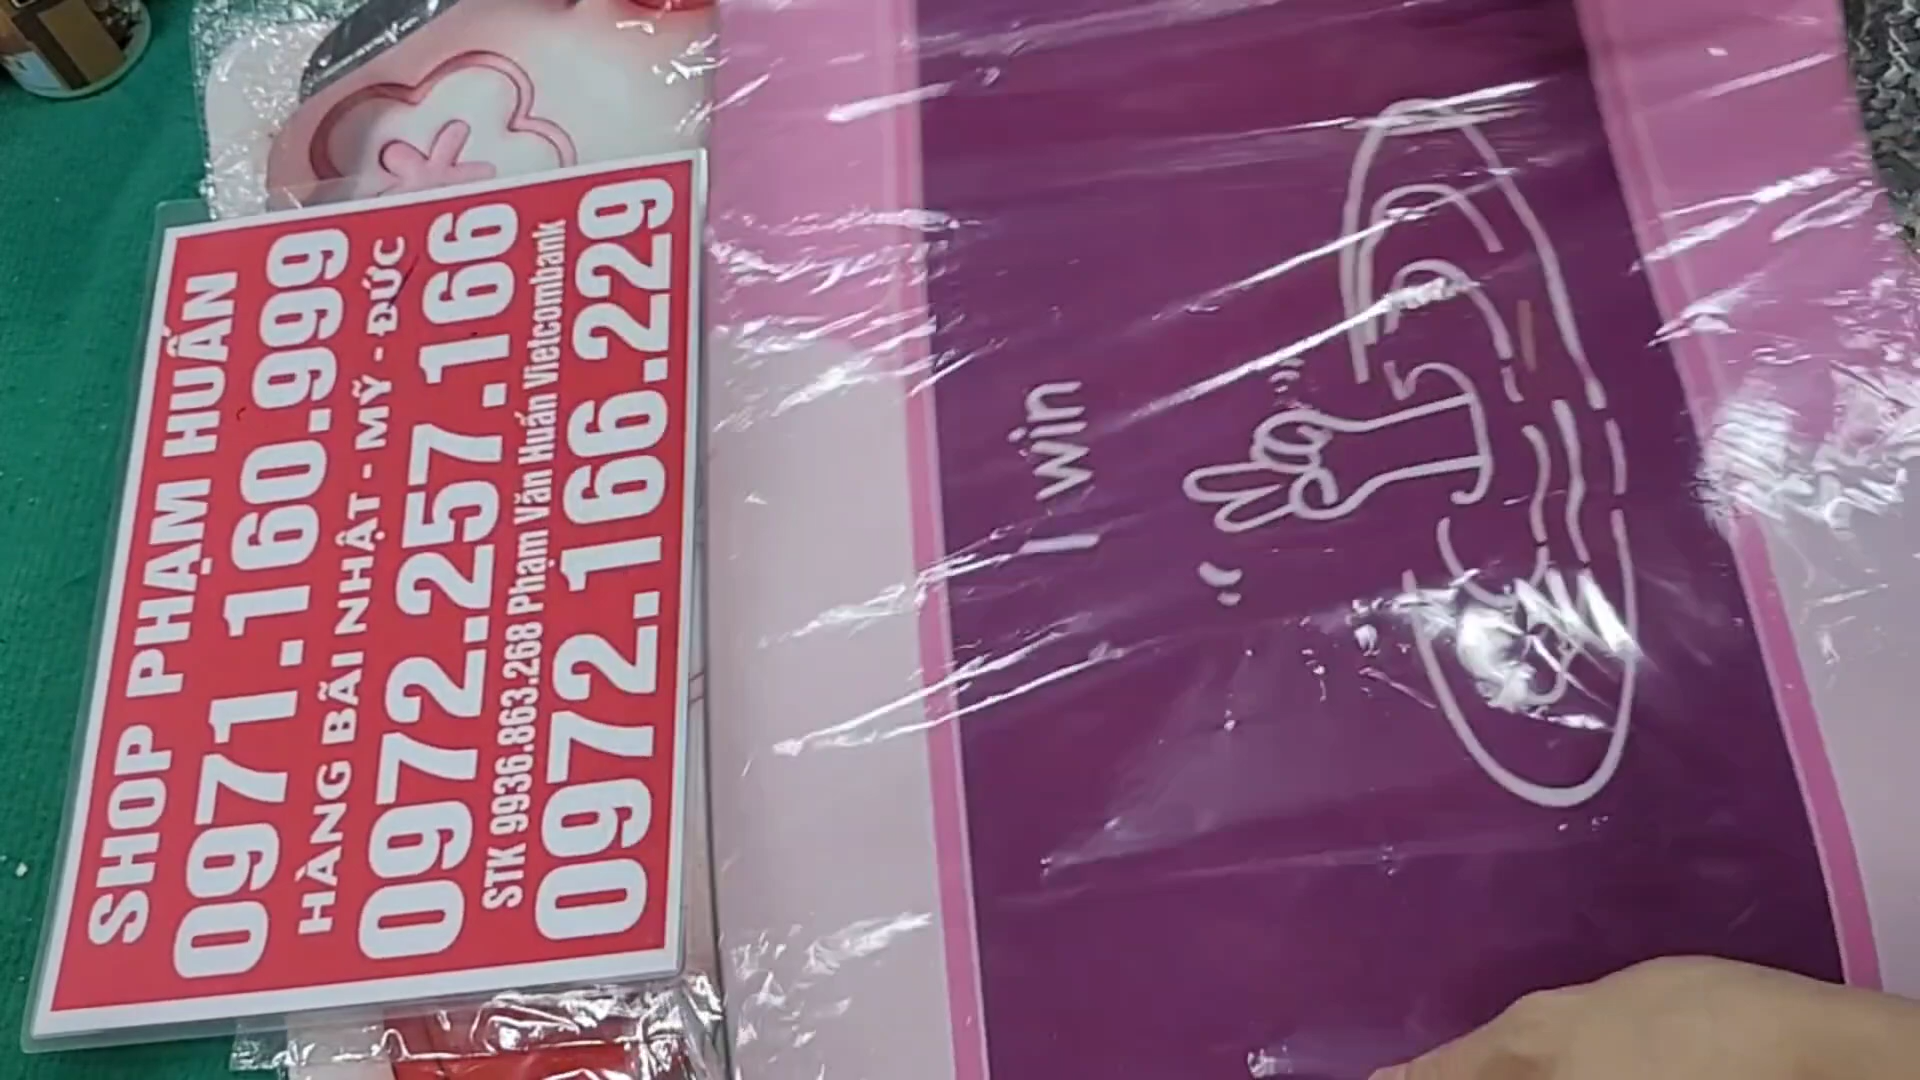 SHOP PHẠM HUẤN
0971.160.999
HÀNG BÃI NHẬT - MỸ - ĐỨC
0972.257.166
STK 9936.863.268 Phạm Văn Huấn Vietcombank
0972.166.229
I win